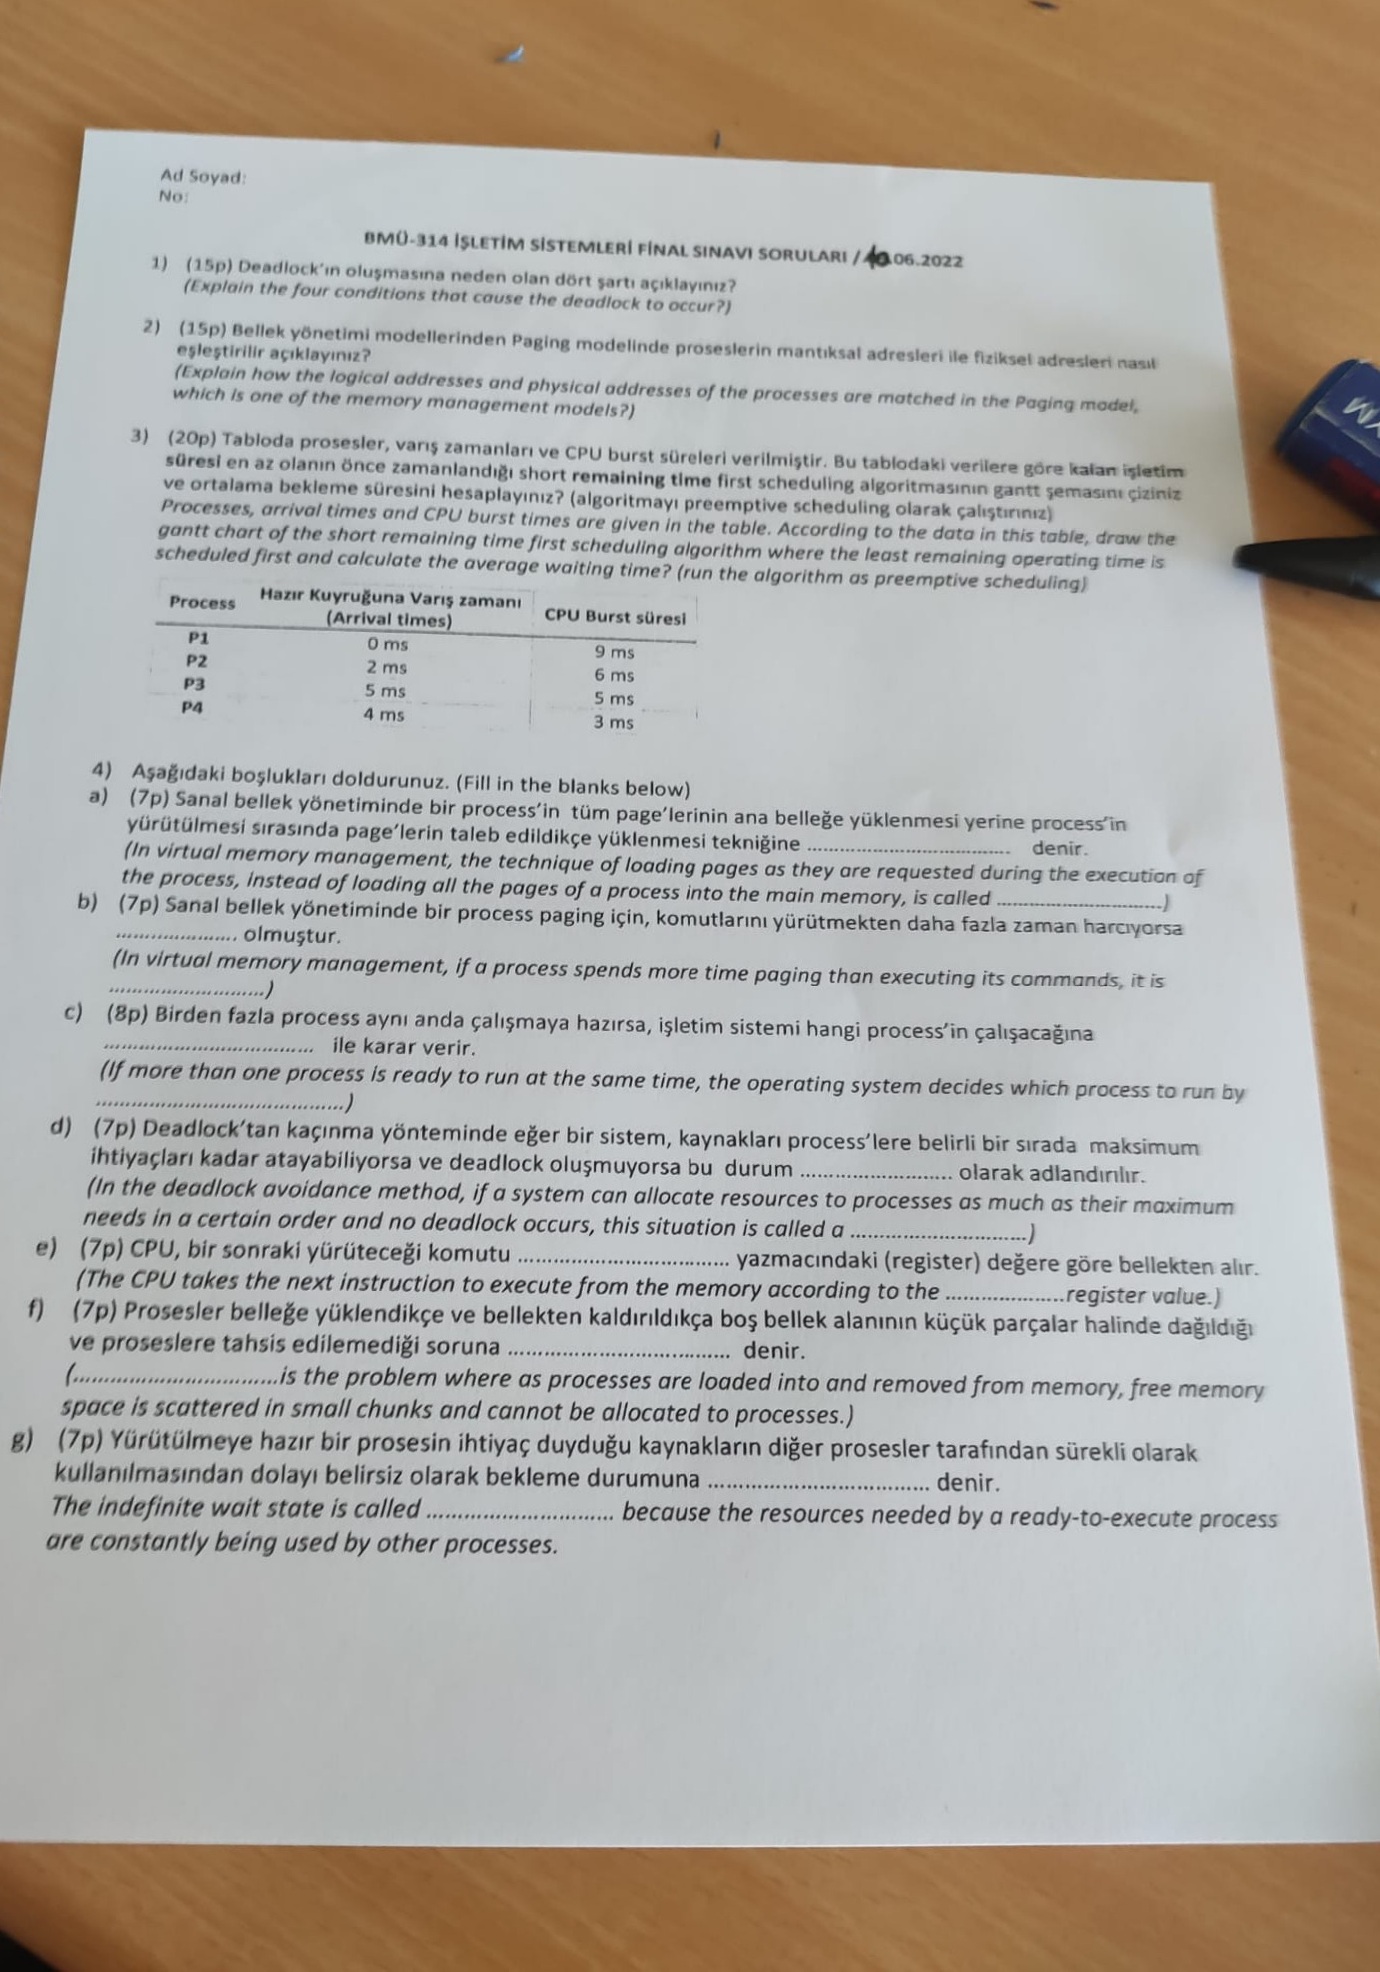 Ad Soyad:
No:
BMÜ-314 İŞLETİM SİSTEMLERİ FİNAL SINAVI SORULARI / 06.2022
1) (15p) Deadlock'ın oluşmasına neden olan dört şartı açıklayınız?
(Explain the four conditions that cause the deadlock to occur?)
2) (15p) Bellek yönetimi modellerinden Paging modelinde proseslerin mantıksal adresleri ile fiziksel adresleri nasıl
eşleştirilir açıklayınız?
(Explain how the logical addresses and physical addresses of the processes are matched in the Paging model,
which is one of the memory management models?)
3) (20p) Tabloda prosesler, varış zamanları ve CPU burst süreleri verilmiştir. Bu tablodaki verilere göre kalan işletim
süresi en az olanın önce zamanlandığı short remaining time first scheduling algoritmasının gantt şemasını çiziniz
ve ortalama bekleme süresini hesaplayınız? (algoritmayı preemptive scheduling olarak çalıştırınız)
Processes, arrival times and CPU burst times are given in the table. According to the data in this table, draw the
gantt chart of the short remaining time first scheduling algorithm where the least remaining operating time is
scheduled first and calculate the average waiting time? (run the algorithm as preemptive scheduling)
Process Hazır Kuyruğuna Varış zamanı CPU Burst süresi
(Arrival times)
P1 0 ms 9 ms
P2 2 ms 6 ms
P3 5 ms 5 ms
P4 4 ms 3 ms
4) Aşağıdaki boşlukları doldurunuz. (Fill in the blanks below)
a) (7p) Sanal bellek yönetiminde bir process'in tüm page'lerinin ana belleğe yüklenmesi yerine process'in
yürütülmesi sırasında page'lerin taleb edildikçe yüklenmesi tekniğine .................................... denir.
(In virtual memory management, the technique of loading pages as they are requested during the execution of
the process, instead of loading all the pages of a process into the main memory, is called .............................)
b) (7p) Sanal bellek yönetiminde bir process paging için, komutlarını yürütmekten daha fazla zaman harcıyorsa
..................... olmuştur.
(In virtual memory management, if a process spends more time paging than executing its commands, it is
...........................)
c) (8p) Birden fazla process aynı anda çalışmaya hazırsa, işletim sistemi hangi process'in çalışacağına
.................................... ile karar verir.
(If more than one process is ready to run at the same time, the operating system decides which process to run by
..........................................)
d) (7p) Deadlock'tan kaçınma yönteminde eğer bir sistem, kaynakları process'lere belirli bir sırada maksimum
ihtiyaçları kadar atayabiliyorsa ve deadlock oluşmuyorsa bu durum .......................... olarak adlandırılır.
(In the deadlock avoidance method, if a system can allocate resources to processes as much as their maximum
needs in a certain order and no deadlock occurs, this situation is called a .............................)
e) (7p) CPU, bir sonraki yürüteceği komutu .................................. yazmacındaki (register) değere göre bellekten alır.
(The CPU takes the next instruction to execute from the memory according to the ...................register value.)
f) (7p) Prosesler belleğe yüklendikçe ve bellekten kaldırıldıkça boş bellek alanının küçük parçalar halinde dağıldığı
ve proseslere tahsis edilemediği soruna .................................... denir.
(.................................is the problem where as processes are loaded into and removed from memory, free memory
space is scattered in small chunks and cannot be allocated to processes.)
g) (7p) Yürütülmeye hazır bir prosesin ihtiyaç duyduğu kaynakların diğer prosesler tarafından sürekli olarak
kullanılmasından dolayı belirsiz olarak bekleme durumuna .................................... denir.
The indefinite wait state is called .............................. because the resources needed by a ready-to-execute process
are constantly being used by other processes.